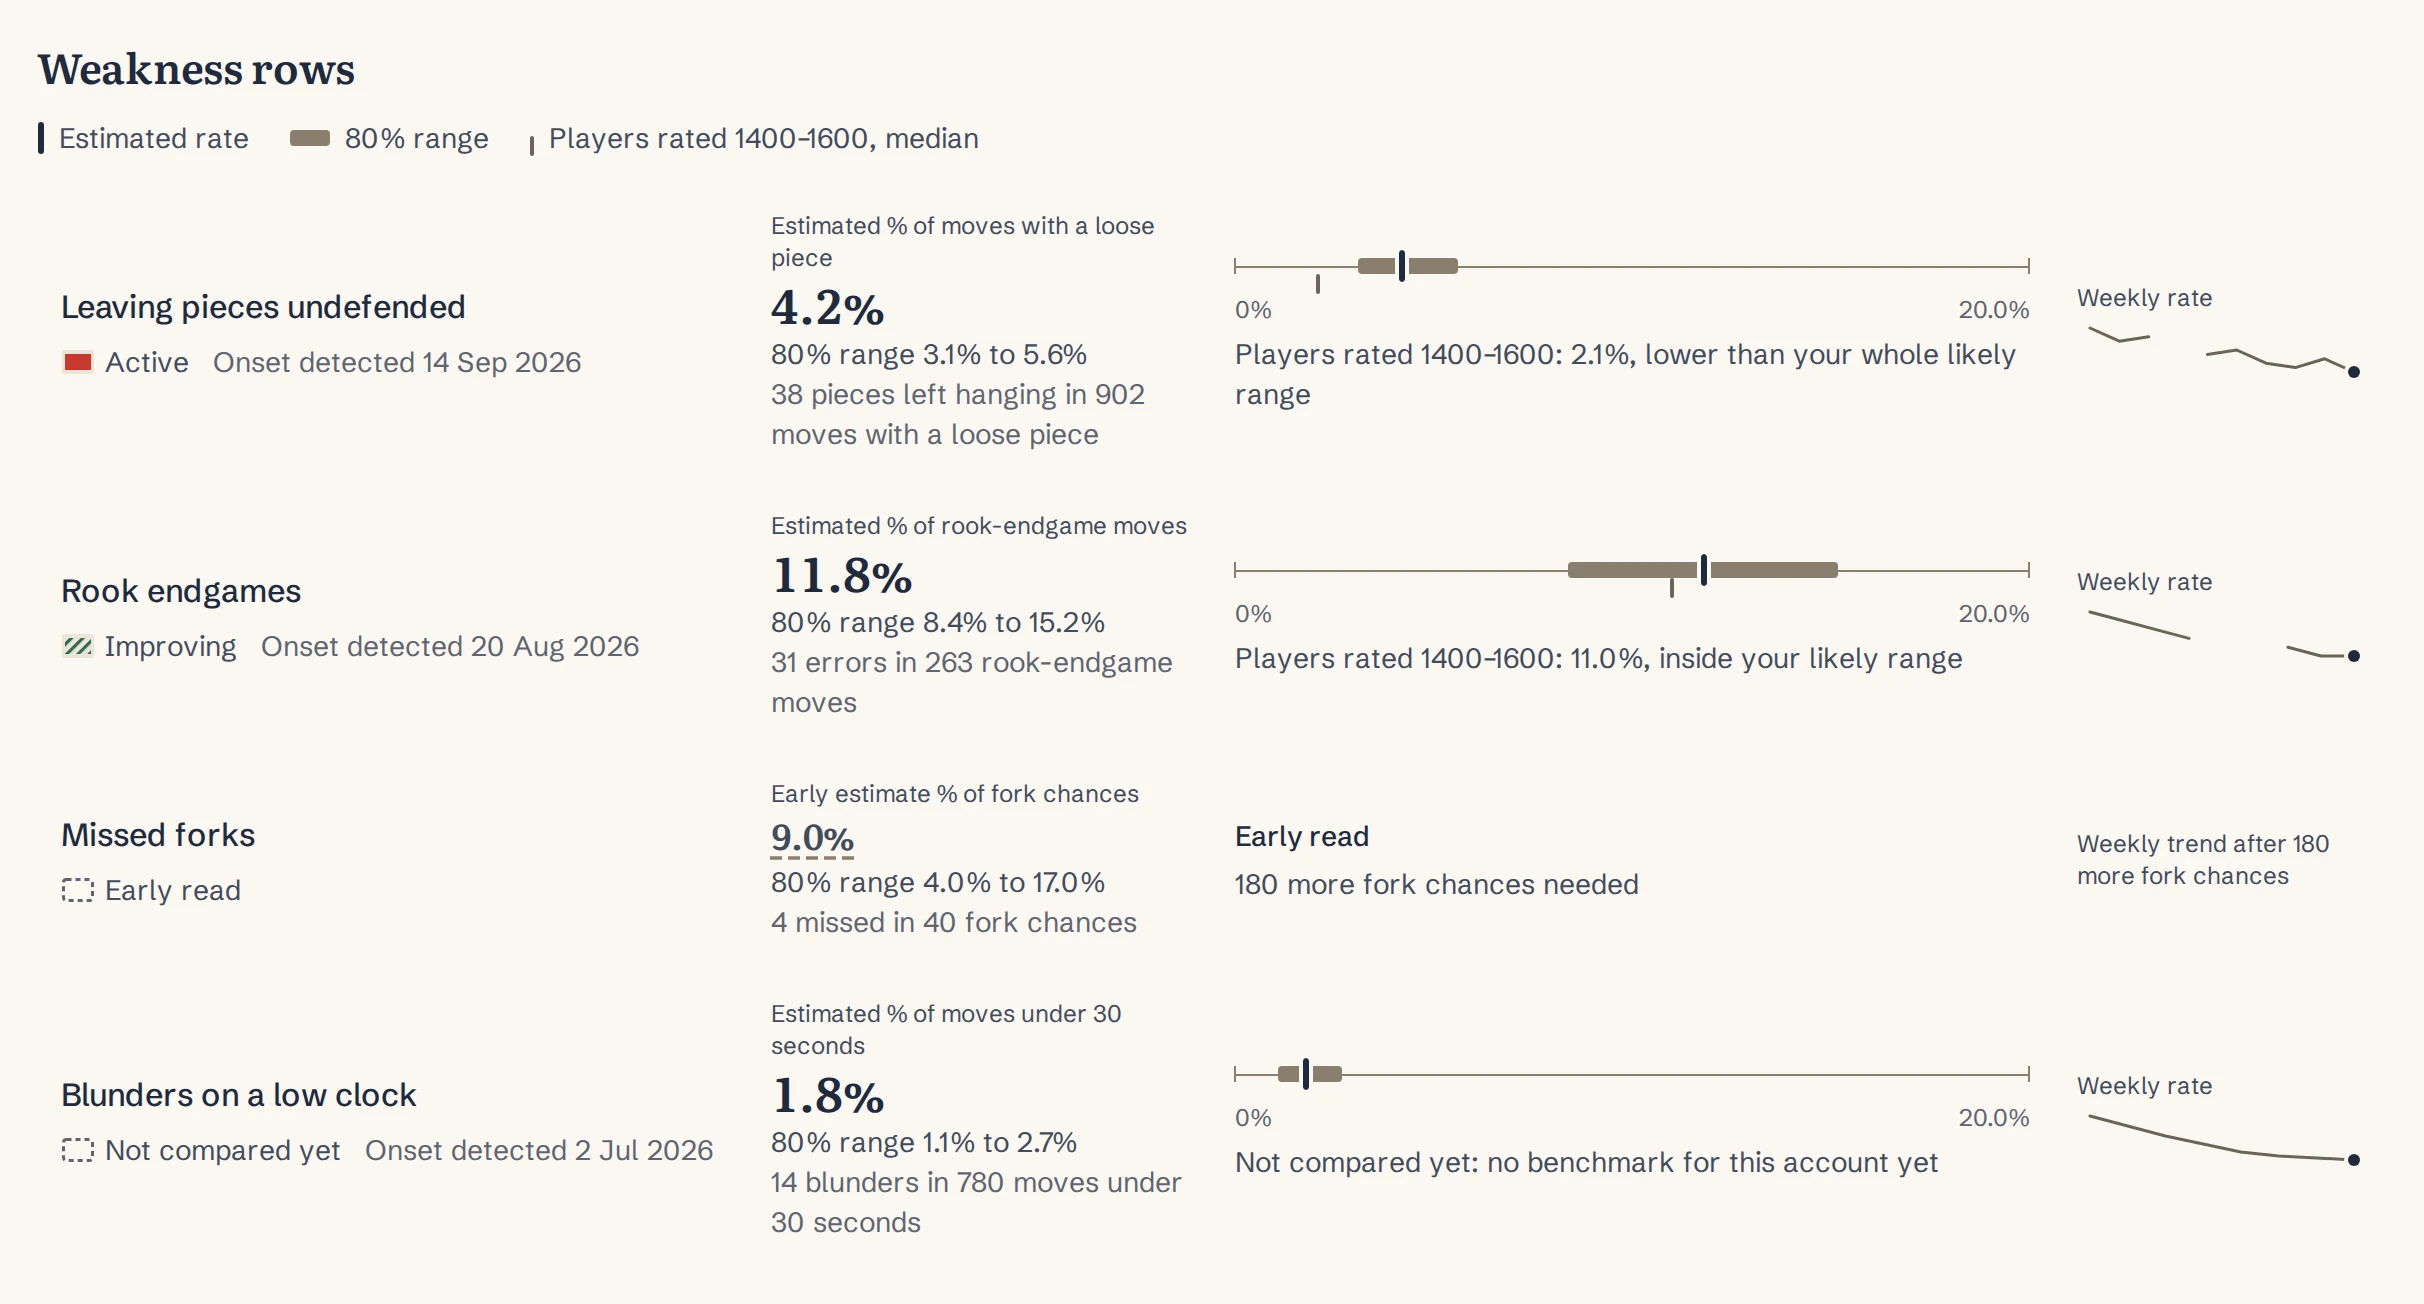 Weakness rows
Estimated rate 80% range Players rated 1400–1600, median
Leaving pieces undefended
Active Onset detected 14 Sep 2026
Estimated % of moves with a loose
piece
4.2%
80% range 3.1% to 5.6%
38 pieces left hanging in 902
moves with a loose piece
0% 20.0%
Players rated 1400–1600: 2.1%, lower than your whole likely
range
Weekly rate
Rook endgames
Improving Onset detected 20 Aug 2026
Estimated % of rook-endgame moves
11.8%
80% range 8.4% to 15.2%
31 errors in 263 rook-endgame
moves
0% 20.0%
Players rated 1400–1600: 11.0%, inside your likely range
Weekly rate
Missed forks
Early read
Early estimate % of fork chances
9.0%
80% range 4.0% to 17.0%
4 missed in 40 fork chances
Early read
180 more fork chances needed
Weekly trend after 180
more fork chances
Blunders on a low clock
Not compared yet Onset detected 2 Jul 2026
Estimated % of moves under 30
seconds
1.8%
80% range 1.1% to 2.7%
14 blunders in 780 moves under
30 seconds
0% 20.0%
Not compared yet: no benchmark for this account yet
Weekly rate